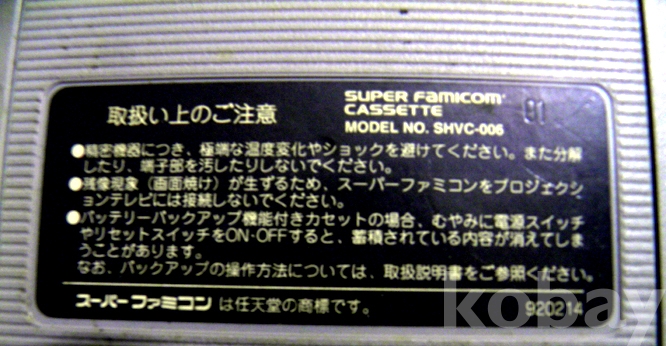 取扱い上のご注意
SUPER FAMICOM
CASSETTE
MODEL NO. SHVC-006
●精密機器につき、極端な温度変化やショックを避けてください。また分解
したり、端子部を汚したりしないでください。
●残像現象（画面焼け）が生ずるため、スーパーファミコンをプロジェクシ
ョンテレビには接続しないでください。
●バッテリーバックアップ機能付きカセットの場合、むやみに電源スイッチ
やリセットスイッチをON·OFFすると、蓄積されている内容が消えてしま
うことがあります。
なお、バックアップの操作方法については、取扱説明書をご参照ください。
スーパーファミコン は任天堂の商標です。
920214
kobay